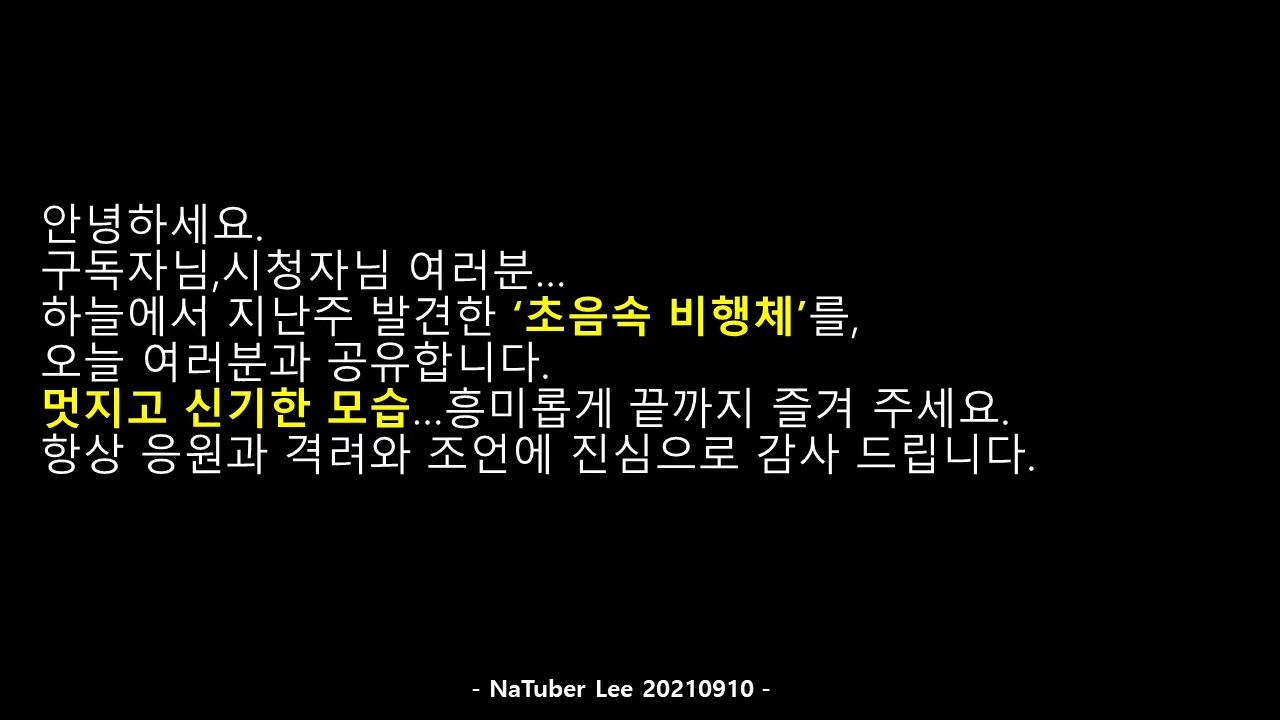 안녕하세요.
구독자님,시청자님 여러분...
하늘에서 지난주 발견한 ‘초음속 비행체’를,
오늘 여러분과 공유합니다.
멋지고 신기한 모습...흥미롭게 끝까지 즐겨 주세요.
항상 응원과 격려와 조언에 진심으로 감사 드립니다.
- NaTuber Lee 20210910 -